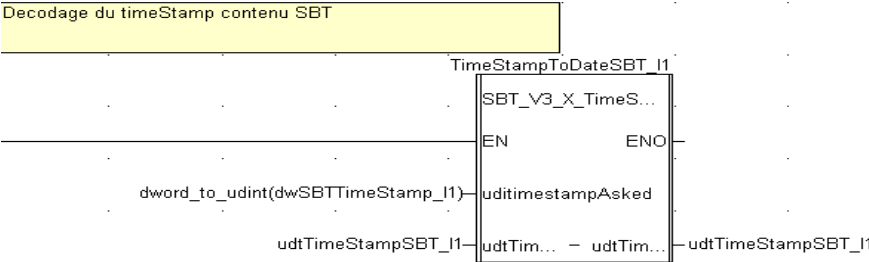 Decodage du timeStamp contenu SBT
TimeStampToDateSBT_I1
SBT_V3_X_TimeS...
EN ENO
dword_to_udint(dwSBTTimeStamp_I1) uditimestampAsked
udtTimeStampSBT_I1 udtTim... – udtTim... udtTimeStampSBT_I1